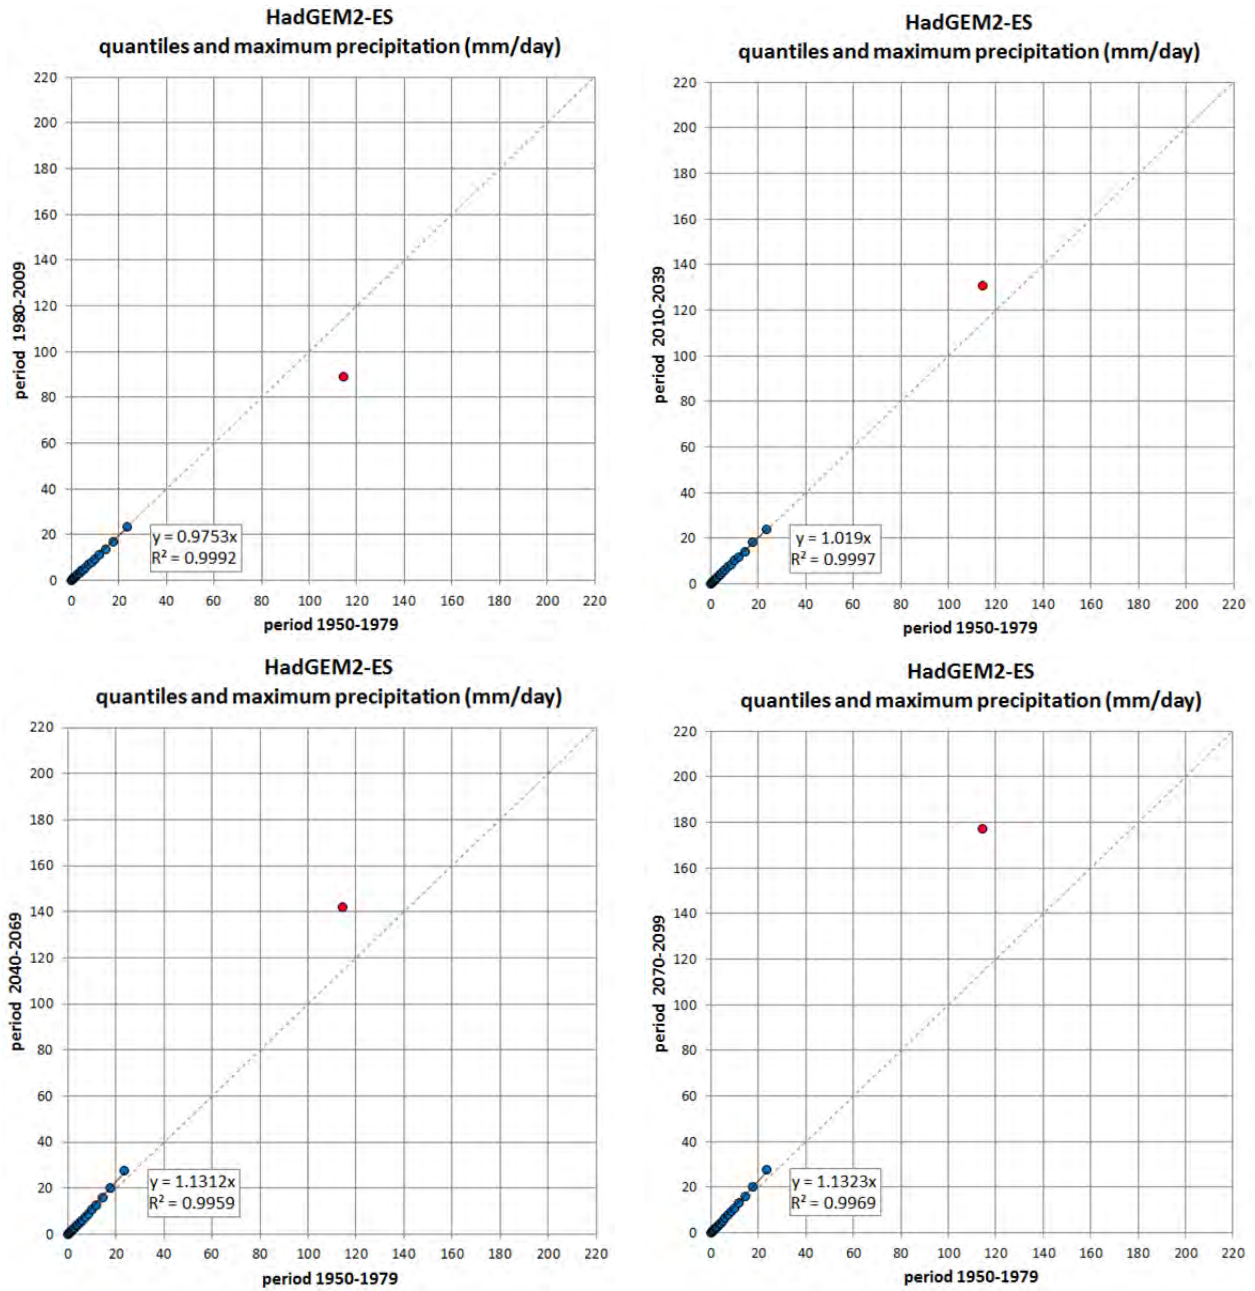 HadGEM2-ES
quantiles and maximum precipitation (mm/day)
220
200
180
160
140
120
100
80
60
40
20
0
period 1980-2009
y = 0.9753x
R² = 0.9992
0 20 40 60 80 100 120 140 160 180 200 220
period 1950-1979
HadGEM2-ES
quantiles and maximum precipitation (mm/day)
220
200
180
160
140
120
100
80
60
40
20
0
period 2010-2039
y = 1.019x
R² = 0.9997
0 20 40 60 80 100 120 140 160 180 200 220
period 1950-1979
HadGEM2-ES
quantiles and maximum precipitation (mm/day)
220
200
180
160
140
120
100
80
60
40
20
0
period 2040-2069
y = 1.1312x
R² = 0.9959
0 20 40 60 80 100 120 140 160 180 200 220
period 1950-1979
HadGEM2-ES
quantiles and maximum precipitation (mm/day)
220
200
180
160
140
120
100
80
60
40
20
0
period 2070-2099
y = 1.1323x
R² = 0.9969
0 20 40 60 80 100 120 140 160 180 200 220
period 1950-1979